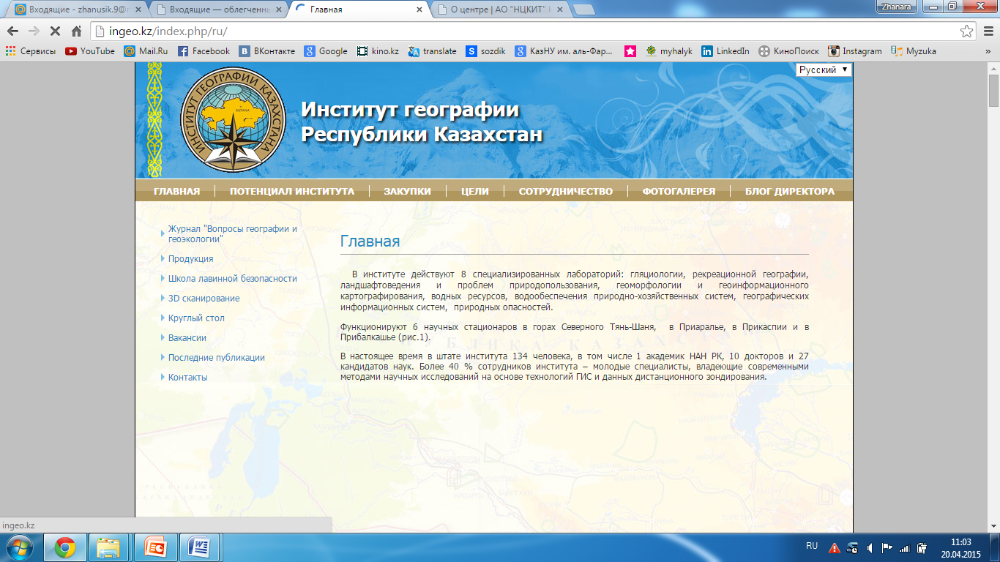 Входящие - zhanusik.9@
Входящие — облегченны
Главная
О центре | АО "НЦКИТ"
Zhanara
ingeo.kz/index.php/ru/
Сервисы YouTube Mail.Ru Facebook ВКонтакте Google kino.kz translate sozdik КазНУ им. аль-Фар... myhalyk LinkedIn КиноПоиск Instagram Myzuka »
Русский
ИНСТИТУТ ГЕОГРАФИИ КАЗАХСТАНА
ASTANA
Институт географии
Республики Казахстан
ГЛАВНАЯ ПОТЕНЦИАЛ ИНСТИТУТА ЗАКУПКИ ЦЕЛИ СОТРУДНИЧЕСТВО ФОТОГАЛЕРЕЯ БЛОГ ДИРЕКТОРА
Журнал "Вопросы географии и
геоэкологии"
Продукция
Школа лавинной безопасности
3D сканирование
Круглый стол
Вакансии
Последние публикации
Контакты
Главная
В институте действуют 8 специализированных лабораторий: гляциологии, рекреационной географии,
ландшафтоведения и проблем природопользования, геоморфологии и геоинформационного
картографирования, водных ресурсов, водообеспечения природно-хозяйственных систем, географических
информационных систем, природных опасностей.
Функционируют 6 научных стационаров в горах Северного Тянь-Шаня, в Приаралье, в Прикаспии и в
Прибалкашье (рис.1).
В настоящее время в штате института 134 человека, в том числе 1 академик НАН РК, 10 докторов и 27
кандидатов наук. Более 40 % сотрудников института – молодые специалисты, владеющие современными
методами научных исследований на основе технологий ГИС и данных дистанционного зондирования.
ingeo.kz
RU
11:03
20.04.2015